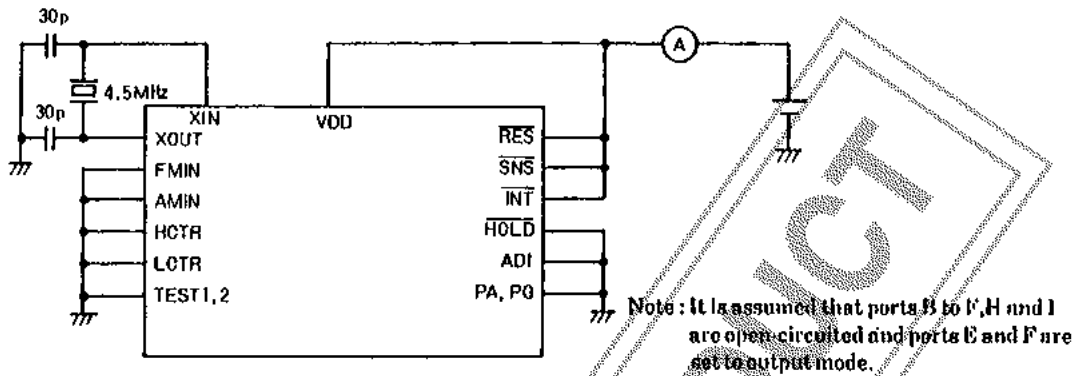 30p
4.5MHz
30p
XIN
VDD
A
XOUT
FMIN
AMIN
HCTR
LCTR
TEST1,2
RES
SNS
INT
HOLD
ADI
PA, PG
Note : It is assumed that ports B to F, H and I
are open-circuited and ports E and F are
set to output mode.
UCT